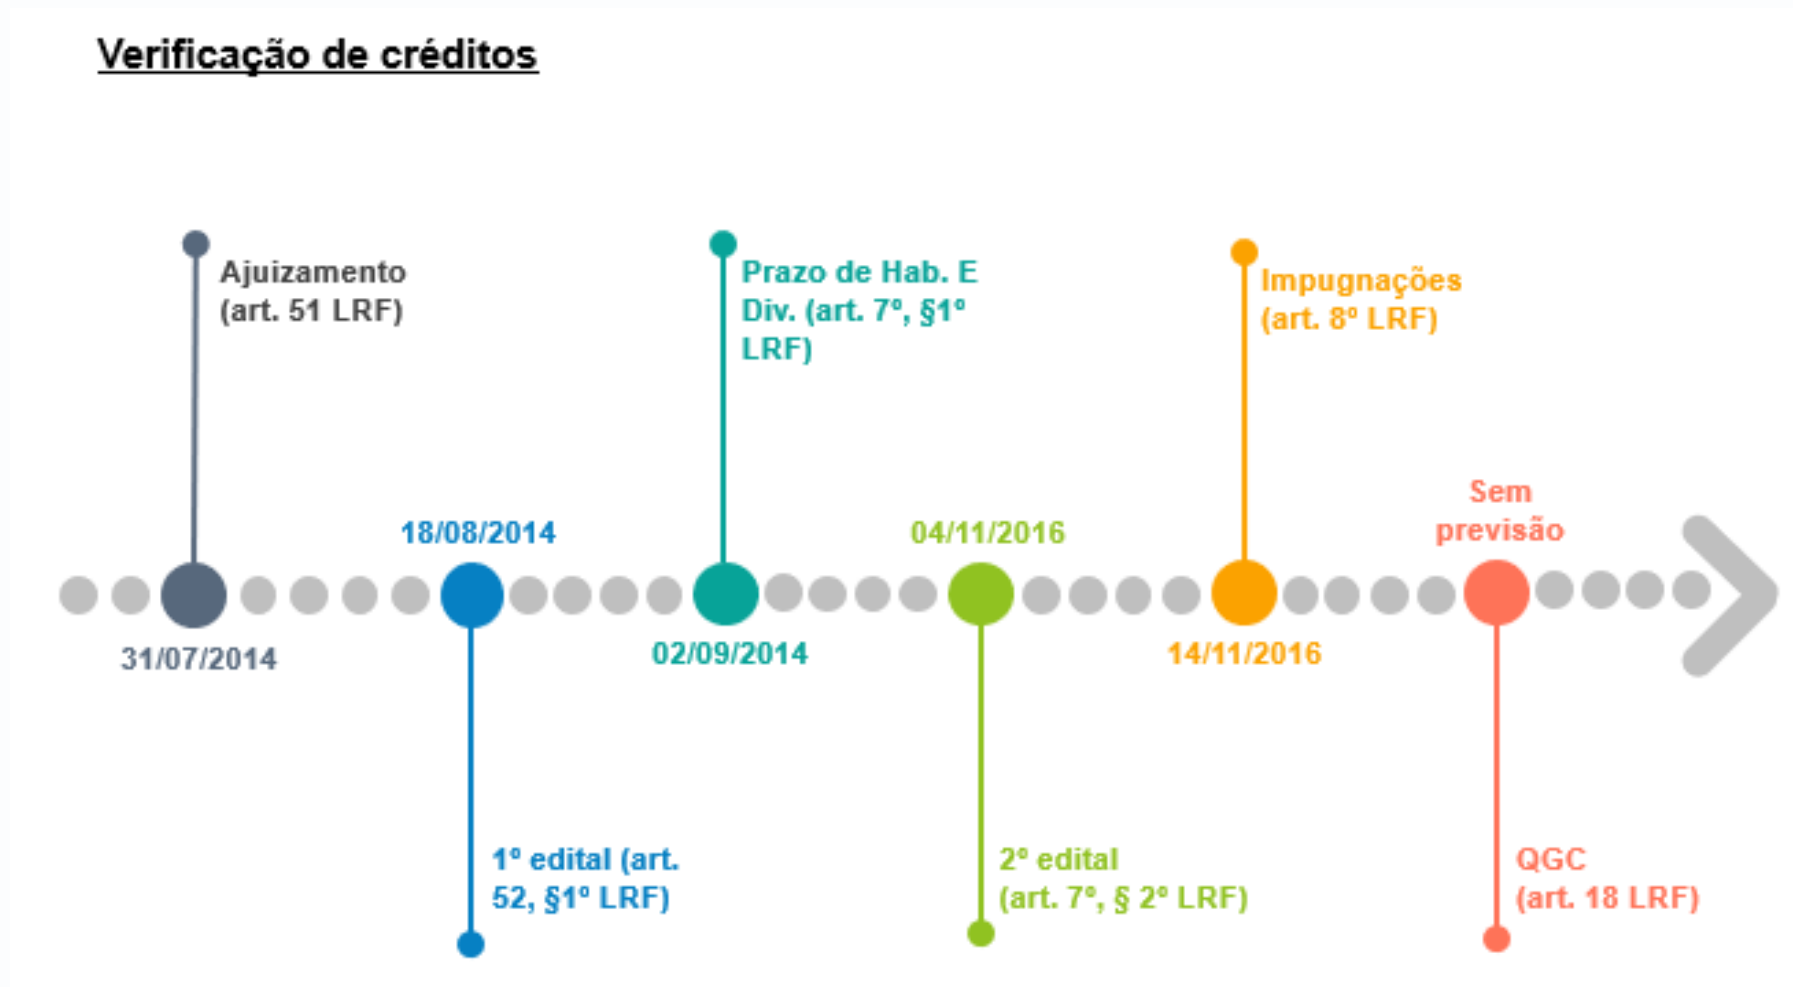 Verificação de créditos
Ajuizamento
(art. 51 LRF)
31/07/2014
18/08/2014
1º edital (art.
52, §1º LRF)
Prazo de Hab. E
Div. (art. 7º, §1º
LRF)
02/09/2014
04/11/2016
2º edital
(art. 7º, § 2º LRF)
Impugnações
(art. 8º LRF)
14/11/2016
Sem
previsão
QGC
(art. 18 LRF)